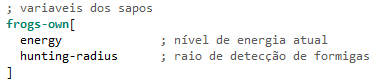 ; variaveis dos sapos
frogs-own[
energy ; nível de energia atual
hunting-radius ; raio de detecção de formigas
]